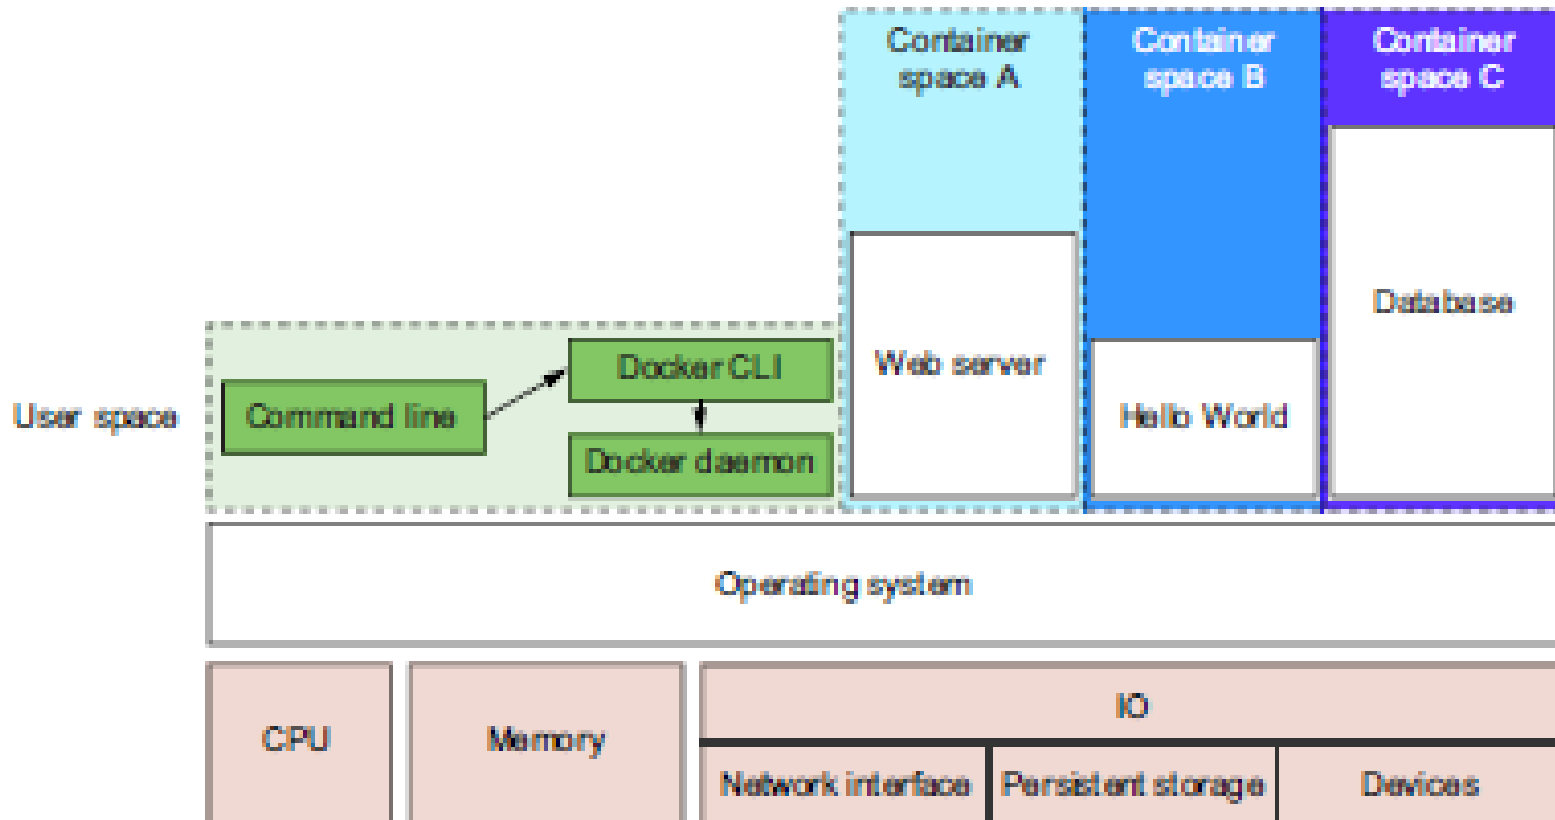 Container
space A
Container
space B
Container
space C
Database
Web server
Docker CLI
User space
Command line
Hello World
Docker daemon
Operating system
IO
CPU
Memory
Network interface
Persistent storage
Devices